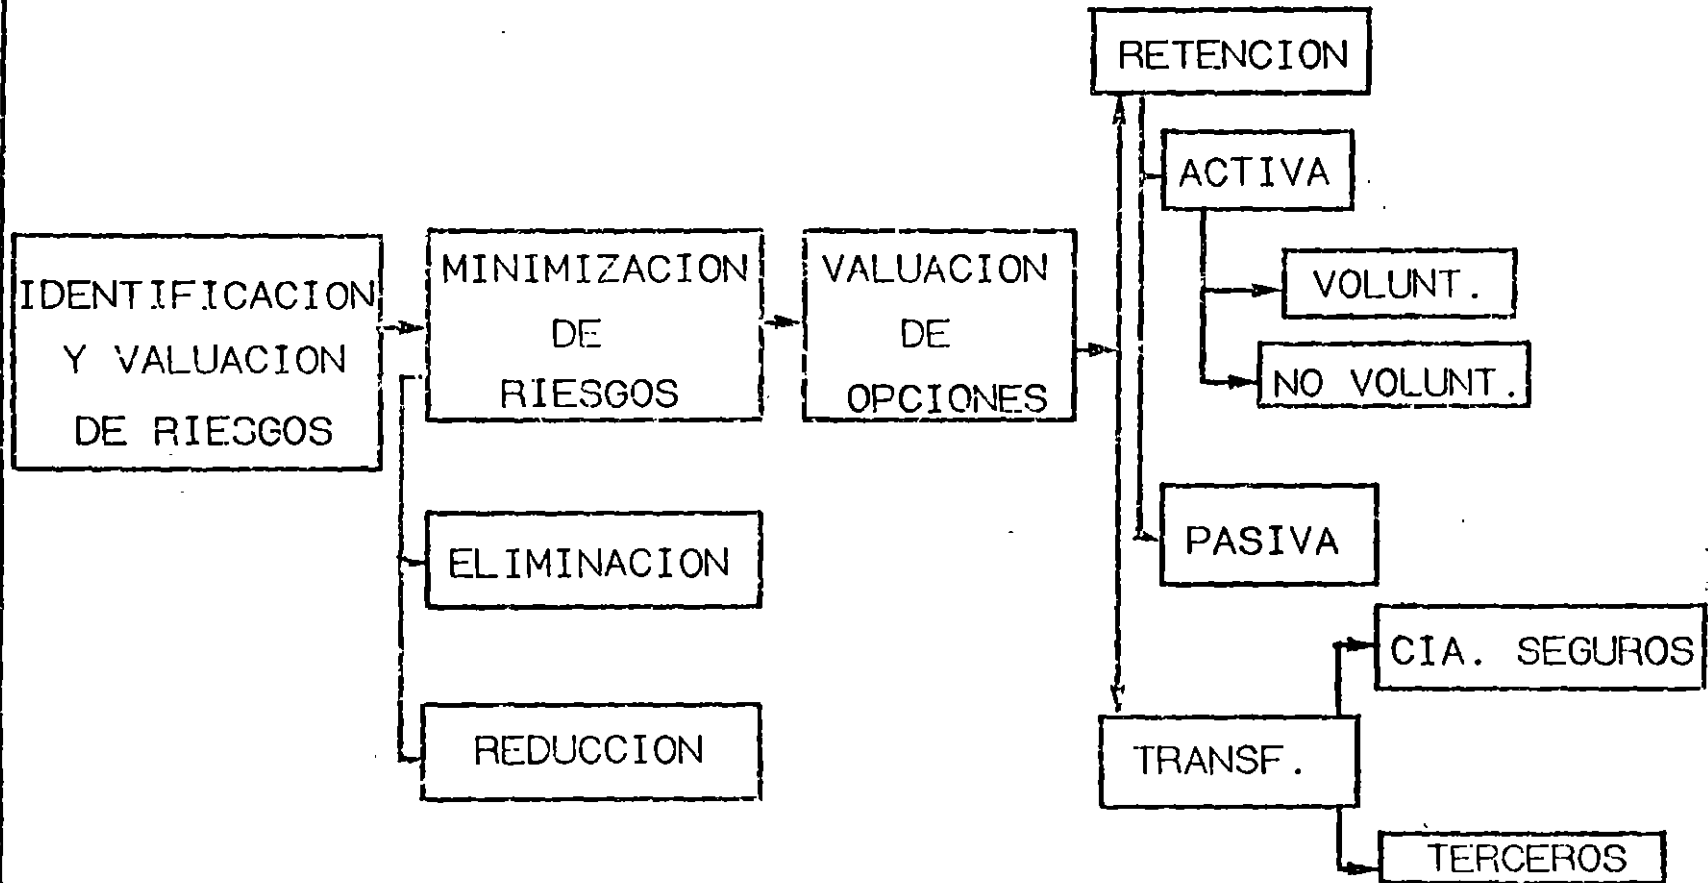 RETENCION
ACTIVA
VOLUNT.
NO VOLUNT.
IDENTIFICACION
Y VALUACION
DE RIESGOS
MINIMIZACION
DE
RIESGOS
VALUACION
DE
OPCIONES
ELIMINACION
REDUCCION
PASIVA
CIA. SEGUROS
TRANSF.
TERCEROS